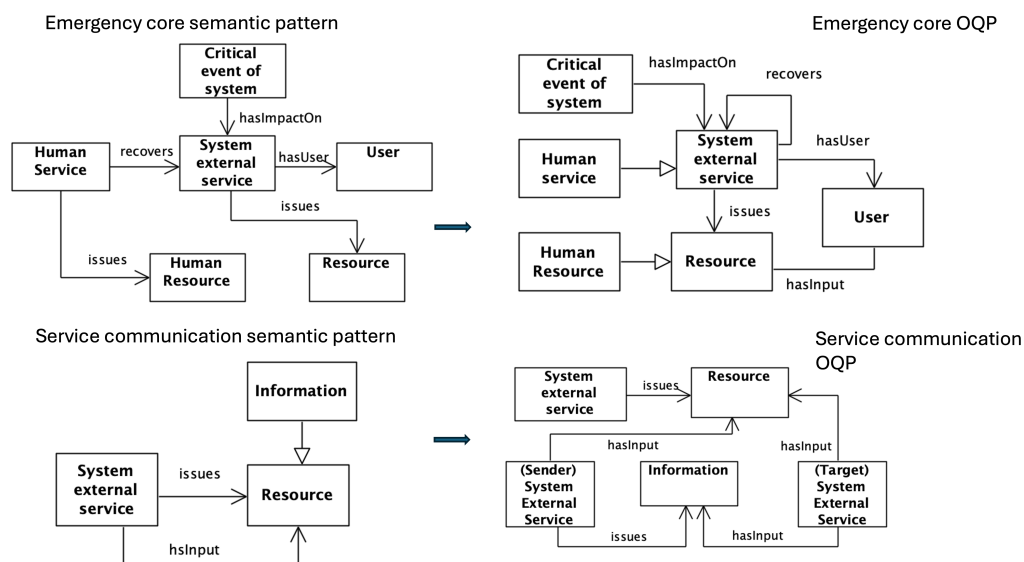 Emergency core semantic pattern
Critical
event of
system
hasImpactOn
Human
Service
recovers
System
external
service
hasUser
User
issues
issues
Human
Resource
Resource
Emergency core OQP
Critical
event of
system
hasImpactOn
recovers
Human
service
System
external
service
hasUser
issues
User
Human
Resource
Resource
hasInput
Service communication semantic pattern
Information
System
external
service
issues
Resource
hsInput
Service communication
OQP
System
external
service
issues
Resource
hasInput
hasInput
(Sender)
System
External
Service
Information
(Target)
System
External
Service
issues
hasInput